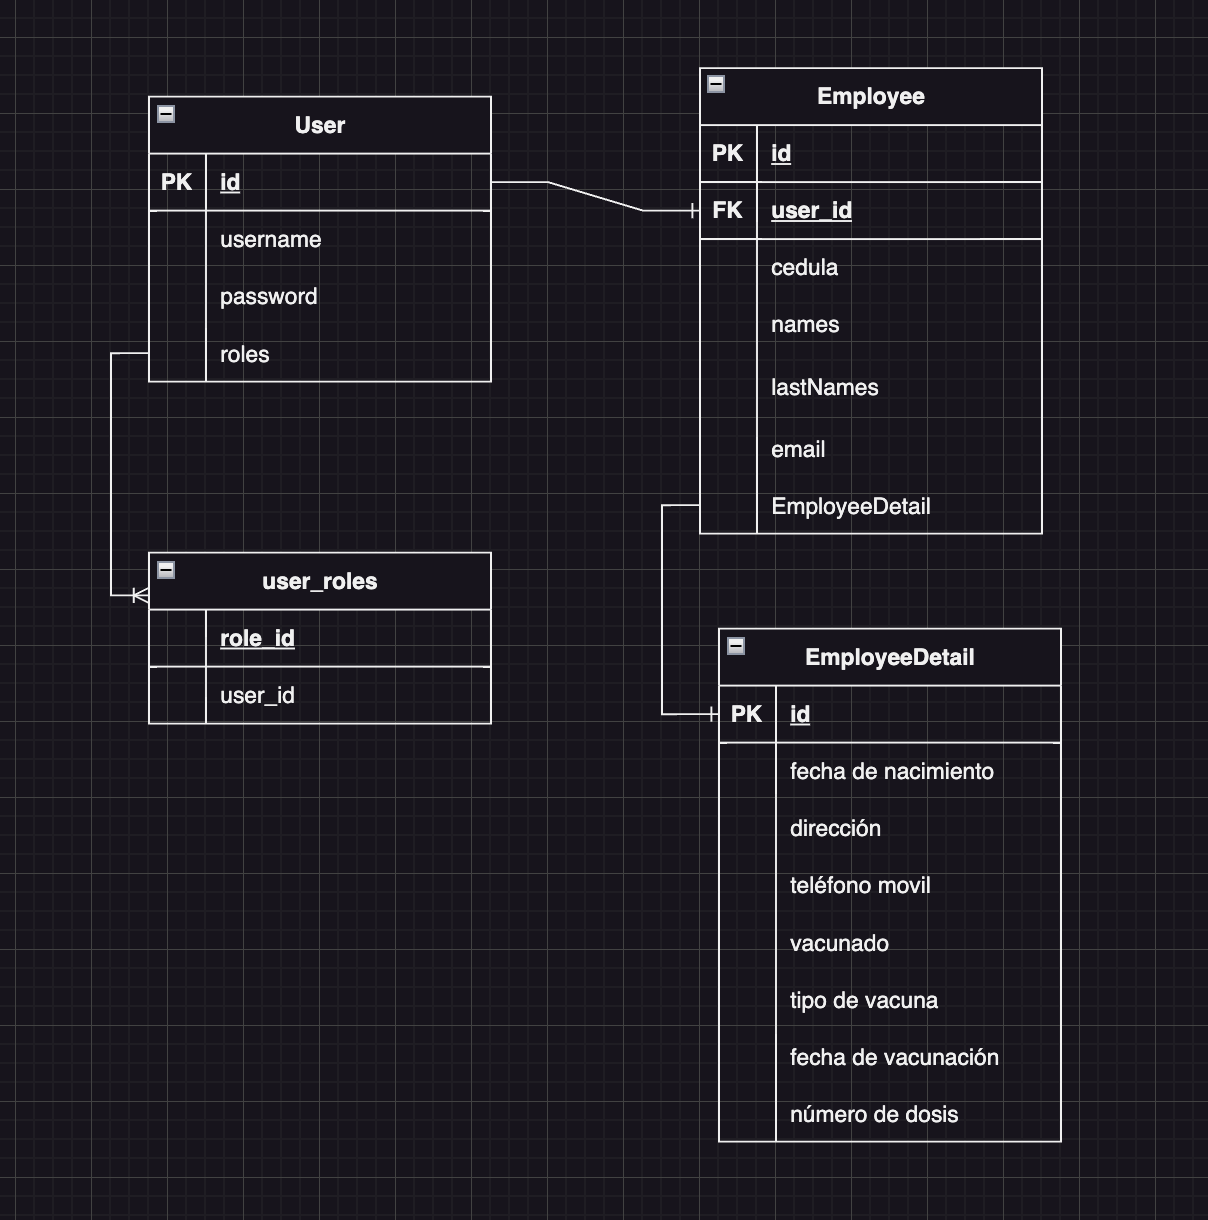 User
PK id
username
password
roles
Employee
PK id
FK user_id
cedula
names
lastNames
email
EmployeeDetail
user_roles
role_id
user_id
EmployeeDetail
PK id
fecha de nacimiento
dirección
teléfono movil
vacunado
tipo de vacuna
fecha de vacunación
número de dosis